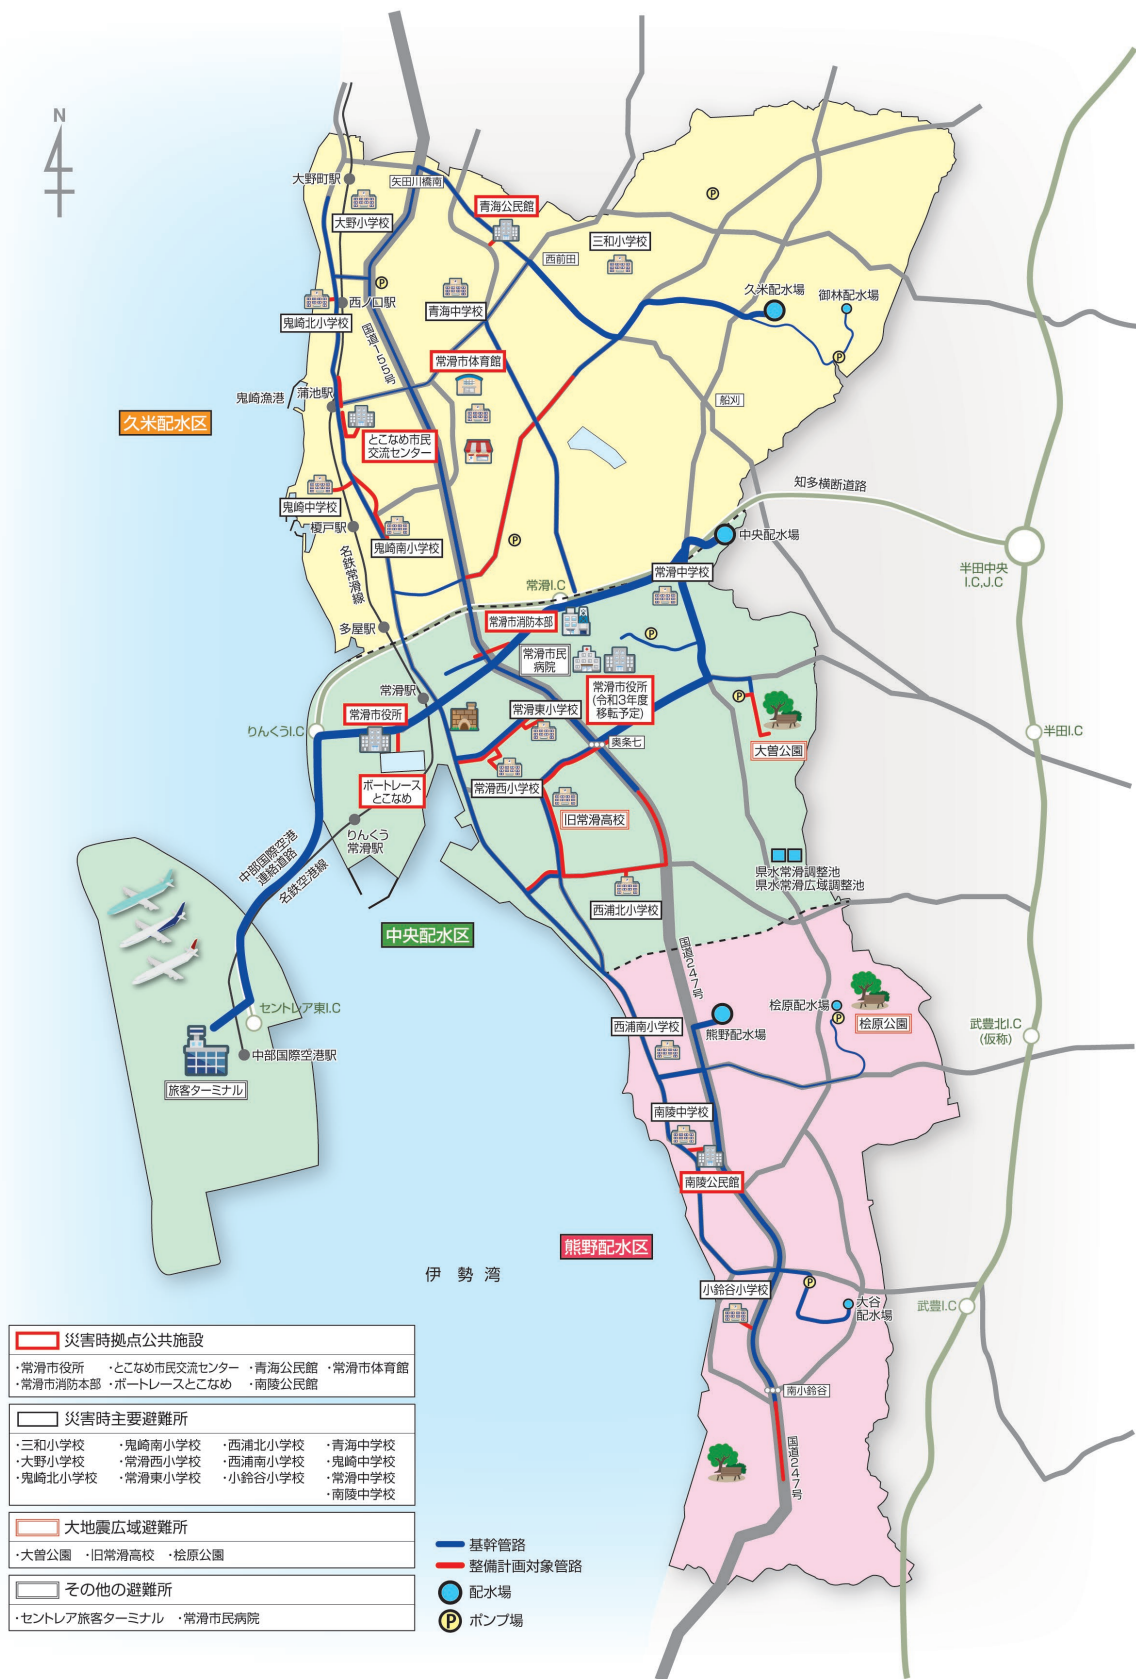 N
大野町駅
矢田川橋南
大野小学校
青海公民館
三和小学校
西前田
西ノ口駅
鬼崎北小学校
青海中学校
久米配水場
御林配水場
国道155号
常滑市体育館
鬼崎漁港
蒲池駅
船刈
久米配水区
とこなめ市民
交流センター
知多横断道路
鬼崎中学校
榎戸駅
鬼崎南小学校
中央配水場
半田中央
I.C,J.C
名鉄常滑線
常滑I.C
常滑中学校
多屋駅
常滑市消防本部
常滑市民
病院
常滑市役所
(令和3年度
移転予定)
常滑駅
常滑市役所
常滑東小学校
りんくうI.C
奥条七
大曽公園
半田I.C
ボートレース
とこなめ
常滑西小学校
旧常滑高校
りんくう
常滑駅
中部国際空港
連絡道路
名鉄空港線
県水常滑調整池
県水常滑広域調整池
西浦北小学校
中央配水区
国道247号
セントレア東I.C
中部国際空港駅
旅客ターミナル
西浦南小学校
熊野配水場
桧原配水場
桧原公園
武豊北I.C
(仮称)
南陵中学校
南陵公民館
熊野配水区
伊勢湾
小鈴谷小学校
大谷
配水場
武豊I.C
南小鈴谷
国道247号
災害時拠点公共施設
・常滑市役所 ・とこなめ市民交流センター ・青海公民館 ・常滑市体育館
・常滑市消防本部 ・ボートレースとこなめ ・南陵公民館
災害時主要避難所
・三和小学校 ・鬼崎南小学校 ・西浦北小学校 ・青海中学校
・大野小学校 ・常滑西小学校 ・西浦南小学校 ・鬼崎中学校
・鬼崎北小学校 ・常滑東小学校 ・小鈴谷小学校 ・常滑中学校
・南陵中学校
大地震広域避難所
・大曽公園 ・旧常滑高校 ・桧原公園
その他の避難所
・セントレア旅客ターミナル ・常滑市民病院
基幹管路
整備計画対象管路
配水場
P ポンプ場